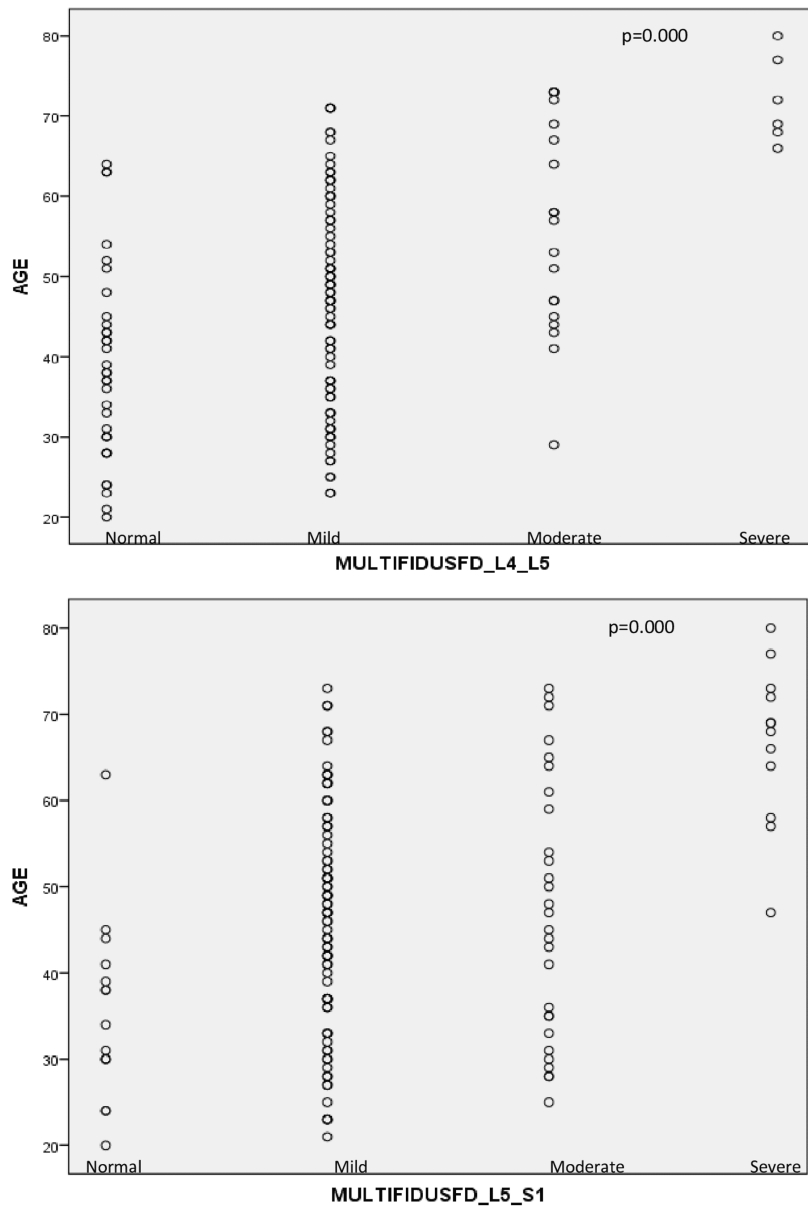 80
p=0.000
70
60
50
40
30
20
AGE
Normal Mild Moderate Severe
MULTIFIDUSFD_L4_L5
80
p=0.000
70
60
50
40
30
20
AGE
Normal Mild Moderate Severe
MULTIFIDUSFD_L5_S1